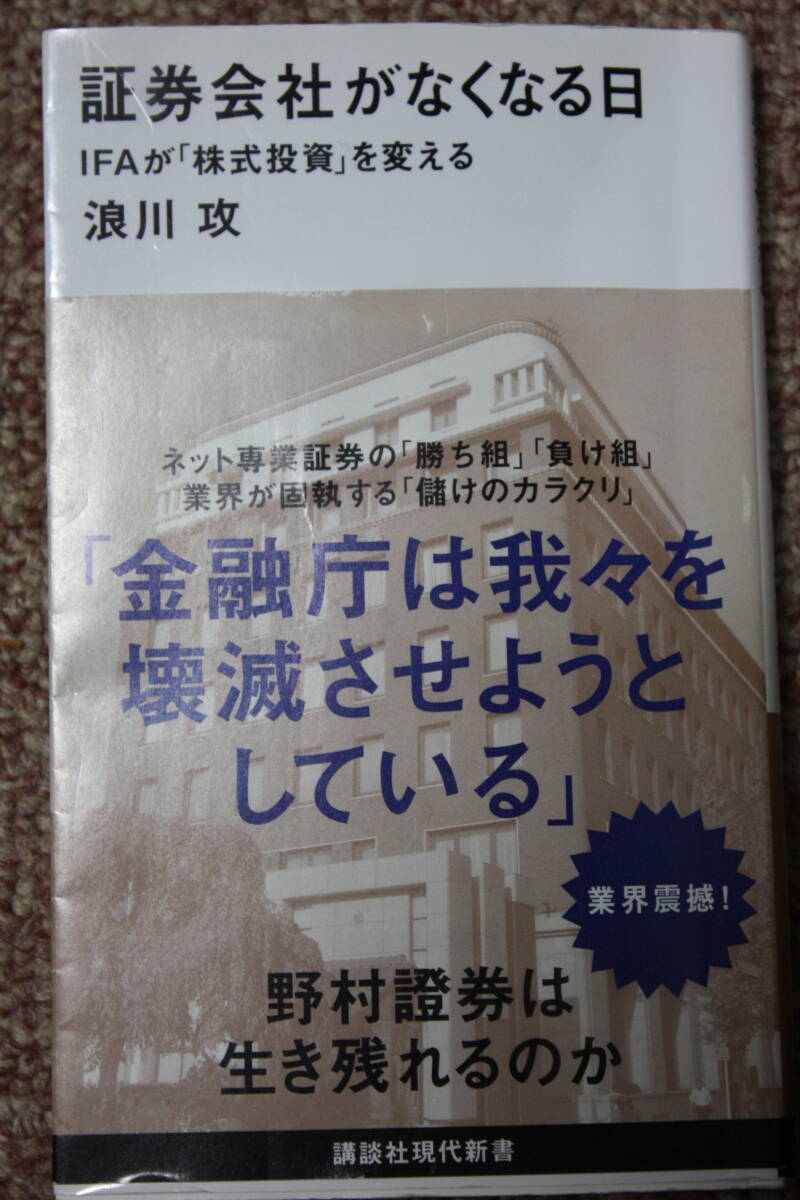 証券会社がなくなる日
IFAが「株式投資」を変える
浪川 攻
ネット専業証券の「勝ち組」「負け組」
業界が固執する「儲けのカラクリ」
「金融庁は我々を
壊滅させようと
している」
業界震撼!
野村證券は
生き残れるのか
講談社現代新書